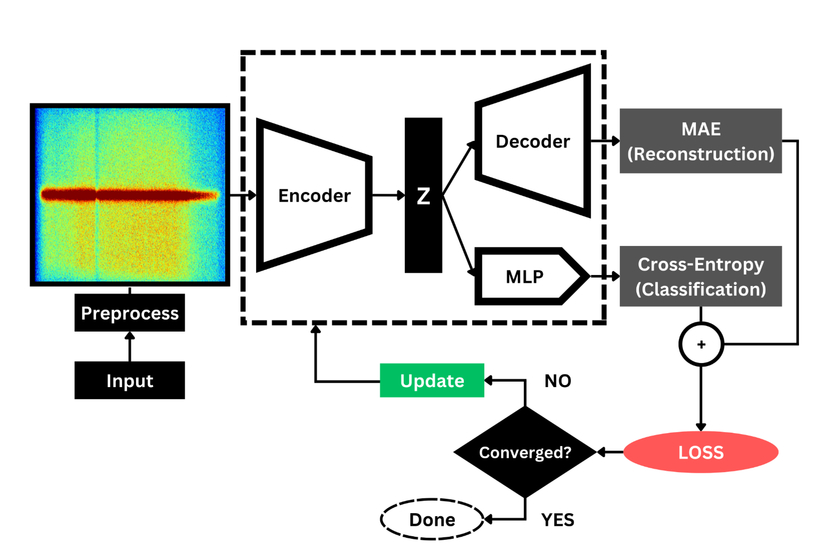 Preprocess
Input
Encoder
Z
Decoder
MLP
MAE
(Reconstruction)
Cross-Entropy
(Classification)
+
LOSS
Converged?
NO
Update
YES
Done